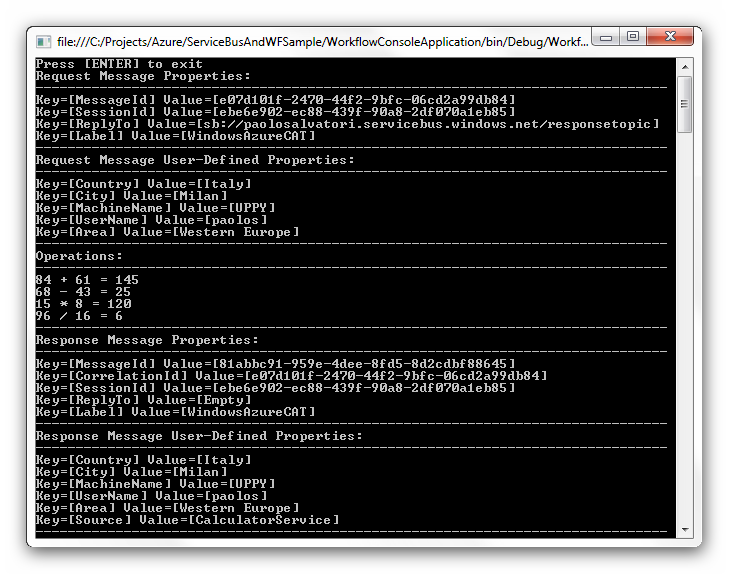 file:///C:/Projects/Azure/ServiceBusAndWFSample/WorkflowConsoleApplication/bin/Debug/Workf...
Press [ENTER] to exit
Request Message Properties:
Key=[MessageId] Value=[e07d101f-2470-44f2-9bfc-06cd2a99db84]
Key=[SessionId] Value=[ebe6e902-ec88-439f-90a8-2df070a1eb85]
Key=[ReplyTo] Value=[sb://paolosalvatori.servicebus.windows.net/responsetopic]
Key=[Label] Value=[WindowsAzureCAT]
Request Message User-Defined Properties:
Key=[Country] Value=[Italy]
Key=[City] Value=[Milan]
Key=[MachineName] Value=[UPPY]
Key=[UserName] Value=[paolos]
Key=[Area] Value=[Western Europe]
Operations:
84 + 61 = 145
68 - 43 = 25
15 * 8 = 120
96 / 16 = 6
Response Message Properties:
Key=[MessageId] Value=[81abbc91-959e-4dee-8fd5-8d2cdbf88645]
Key=[CorrelationId] Value=[e07d101f-2470-44f2-9bfc-06cd2a99db84]
Key=[SessionId] Value=[ebe6e902-ec88-439f-90a8-2df070a1eb85]
Key=[ReplyTo] Value=[Empty]
Key=[Label] Value=[WindowsAzureCAT]
Response Message User-Defined Properties:
Key=[Country] Value=[Italy]
Key=[City] Value=[Milan]
Key=[MachineName] Value=[UPPY]
Key=[UserName] Value=[paolos]
Key=[Area] Value=[Western Europe]
Key=[Source] Value=[CalculatorService]